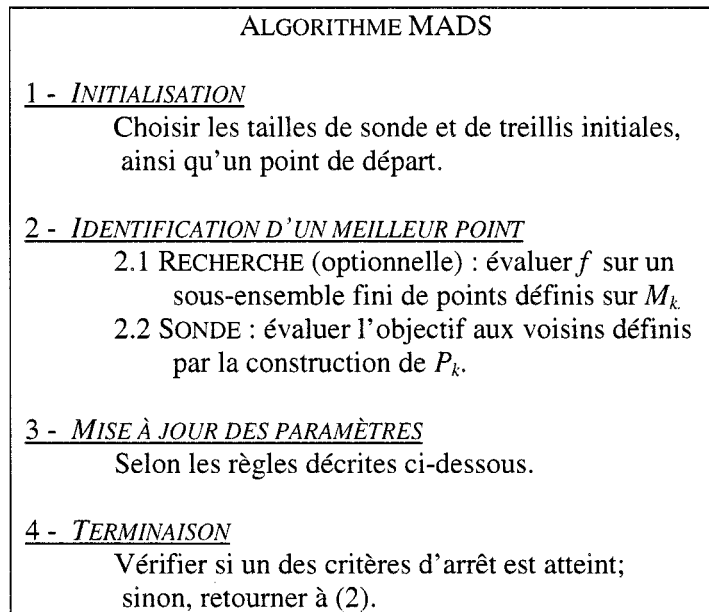 ALGORITHME MADS
1 - INITIALISATION
Choisir les tailles de sonde et de treillis initiales,
ainsi qu'un point de départ.
2 - IDENTIFICATION D'UN MEILLEUR POINT
2.1 RECHERCHE (optionnelle) : évaluer f sur un
sous-ensemble fini de points définis sur Mk.
2.2 SONDE : évaluer l'objectif aux voisins définis
par la construction de Pk.
3 - MISE À JOUR DES PARAMÈTRES
Selon les règles décrites ci-dessous.
4 - TERMINAISON
Vérifier si un des critères d'arrêt est atteint;
sinon, retourner à (2).